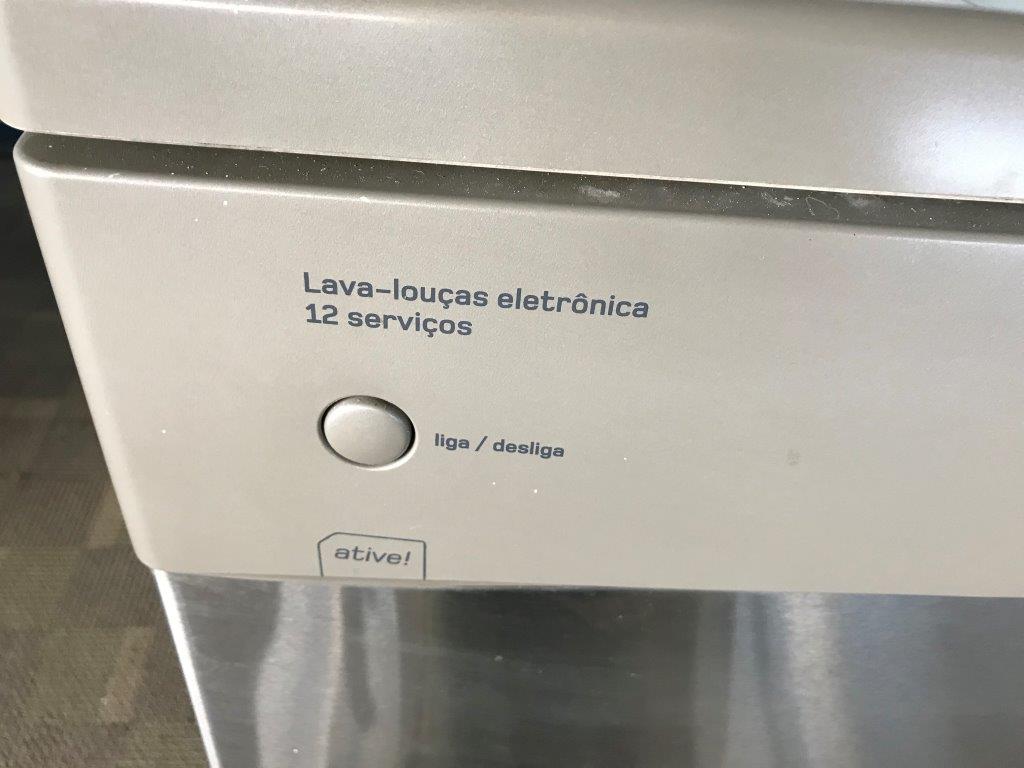 Lava-louças eletrônica
12 serviços
liga / desliga
ative!